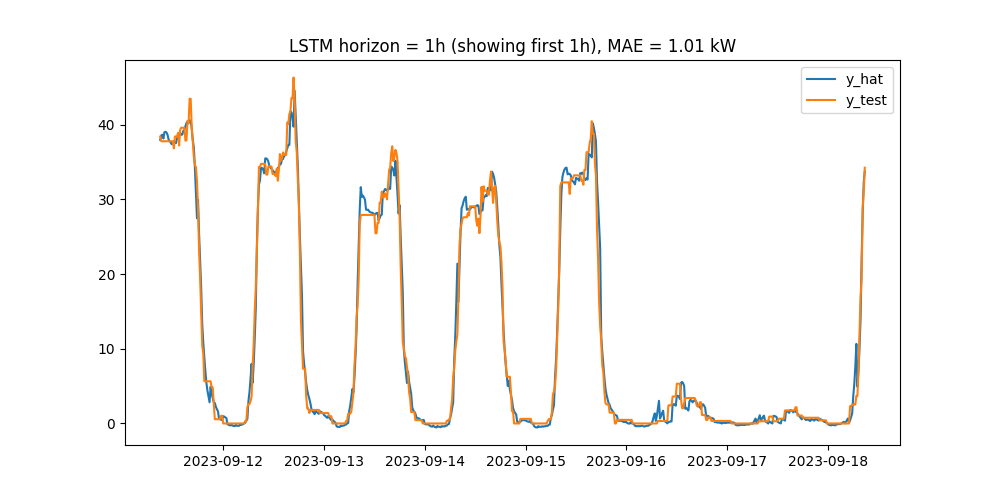 LSTM horizon = 1h (showing first 1h), MAE = 1.01 kW
y_hat
y_test
40
30
20
10
0
2023-09-12 2023-09-13 2023-09-14 2023-09-15 2023-09-16 2023-09-17 2023-09-18